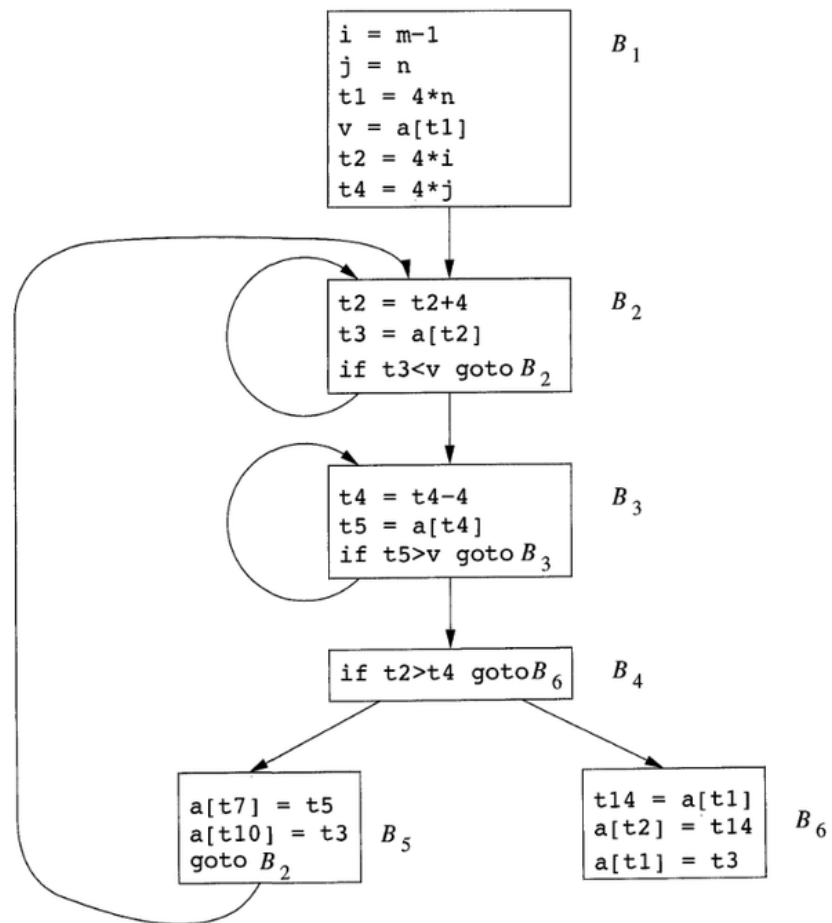 i = m-1
j = n
t1 = 4*n
v = a[t1]
t2 = 4*i
t4 = 4*j
B1
t2 = t2+4
t3 = a[t2]
if t3<v goto B2
B2
t4 = t4-4
t5 = a[t4]
if t5>v goto B3
B3
if t2>t4 goto B6
B4
a[t7] = t5
a[t10] = t3
goto B2
B5
t14 = a[t1]
a[t2] = t14
a[t1] = t3
B6